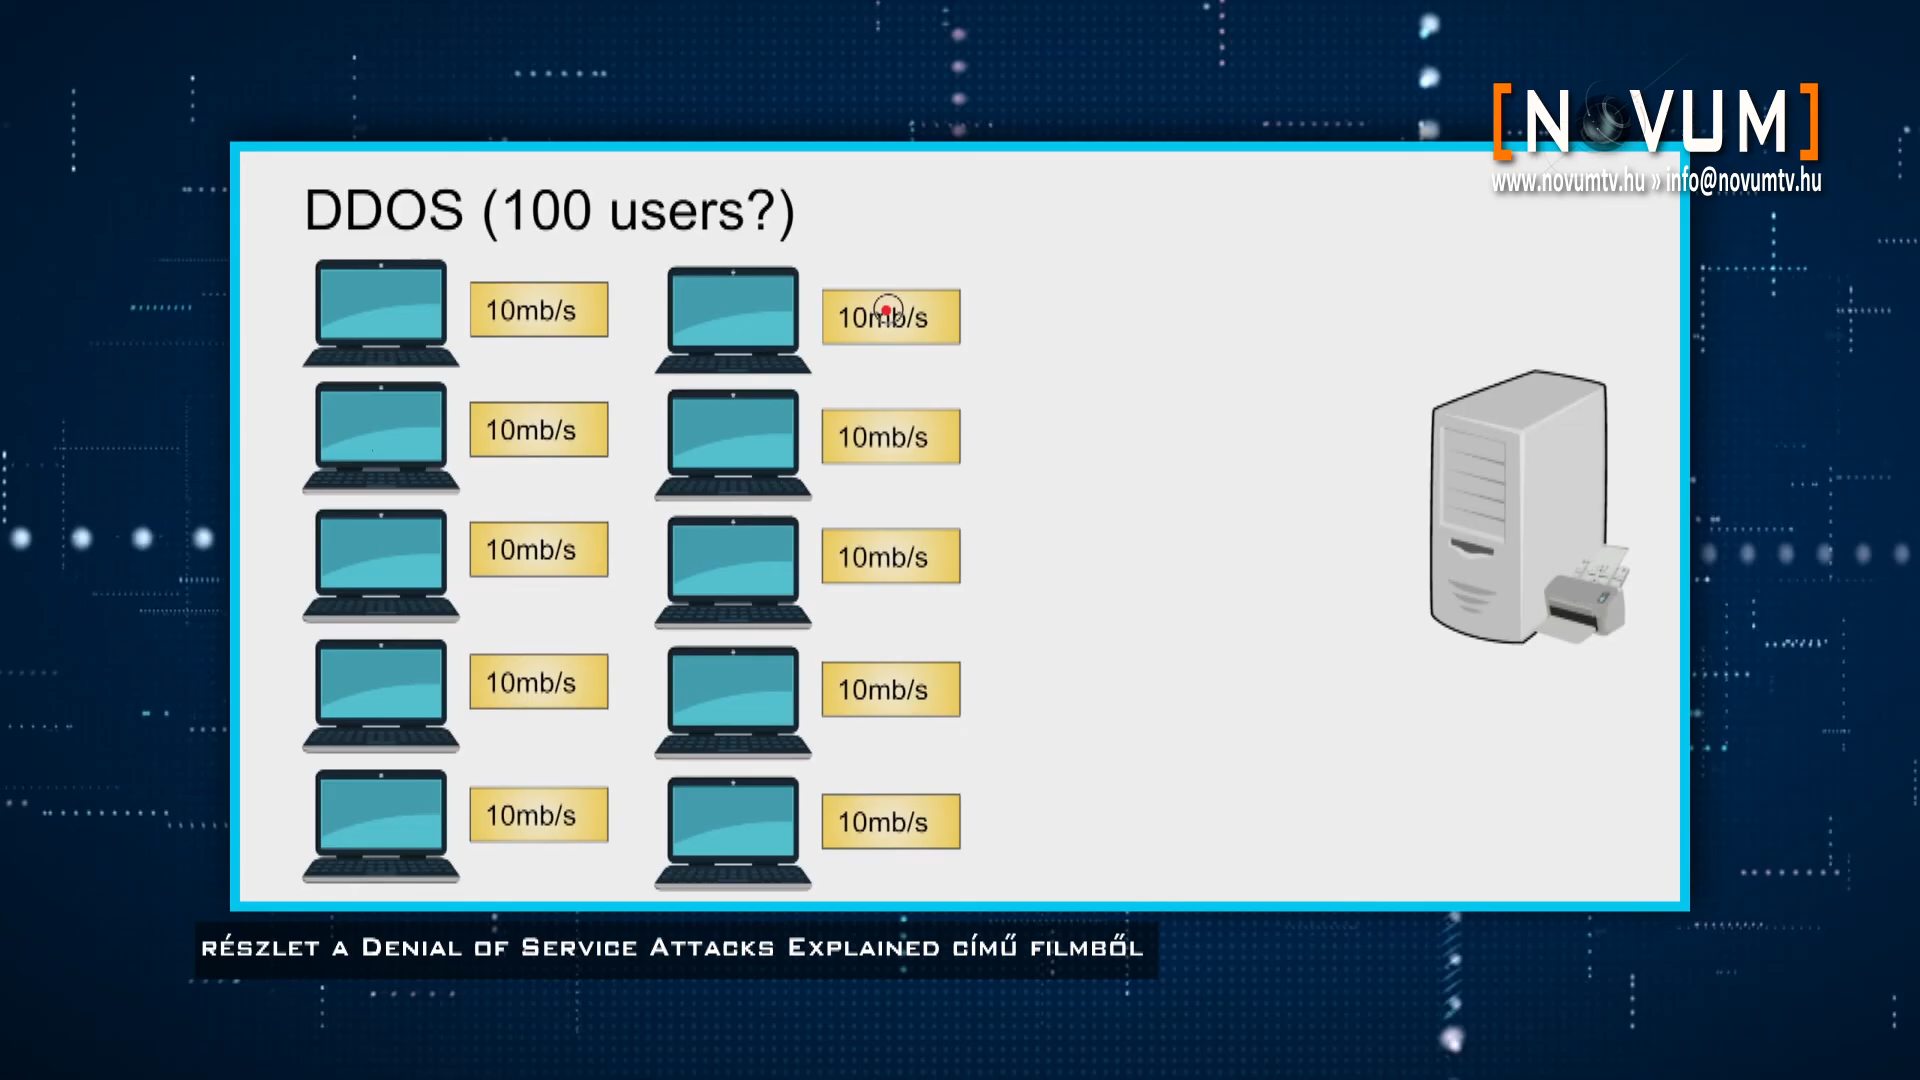 [NOVUM]
www.novumtv.hu » info@novumtv.hu
DDOS (100 users?)
10mb/s 10mb/s
10mb/s 10mb/s
10mb/s 10mb/s
10mb/s 10mb/s
10mb/s 10mb/s
RÉSZLET A DENIAL OF SERVICE ATTACKS EXPLAINED CÍMŰ FILMBŐL